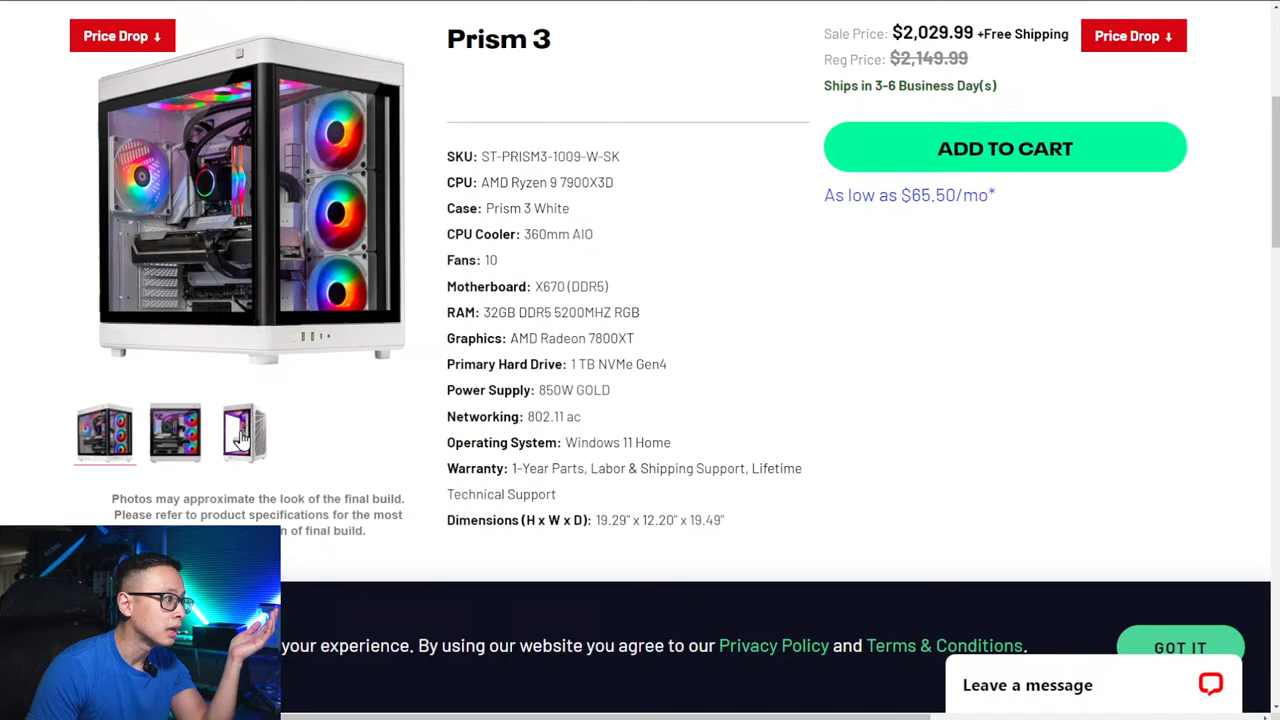 Price Drop ↓
Prism 3
Sale Price: $2,029.99 +Free Shipping
Price Drop ↓
Reg Price: $2,149.99
Ships in 3-6 Business Day(s)
ADD TO CART
As low as $65.50/mo*
SKU: ST-PRISM3-1009-W-SK
CPU: AMD Ryzen 9 7900X3D
Case: Prism 3 White
CPU Cooler: 360mm AIO
Fans: 10
Motherboard: X670 (DDR5)
RAM: 32GB DDR5 5200MHZ RGB
Graphics: AMD Radeon 7800XT
Primary Hard Drive: 1 TB NVMe Gen4
Power Supply: 850W GOLD
Networking: 802.11 ac
Operating System: Windows 11 Home
Warranty: 1-Year Parts, Labor & Shipping Support, Lifetime
Technical Support
Dimensions (H x W x D): 19.29" x 12.20" x 19.49"
Photos may approximate the look of the final build.
Please refer to product specifications for the most
n of final build.
your experience. By using our website you agree to our Privacy Policy and Terms & Conditions.
GOT IT
Leave a message